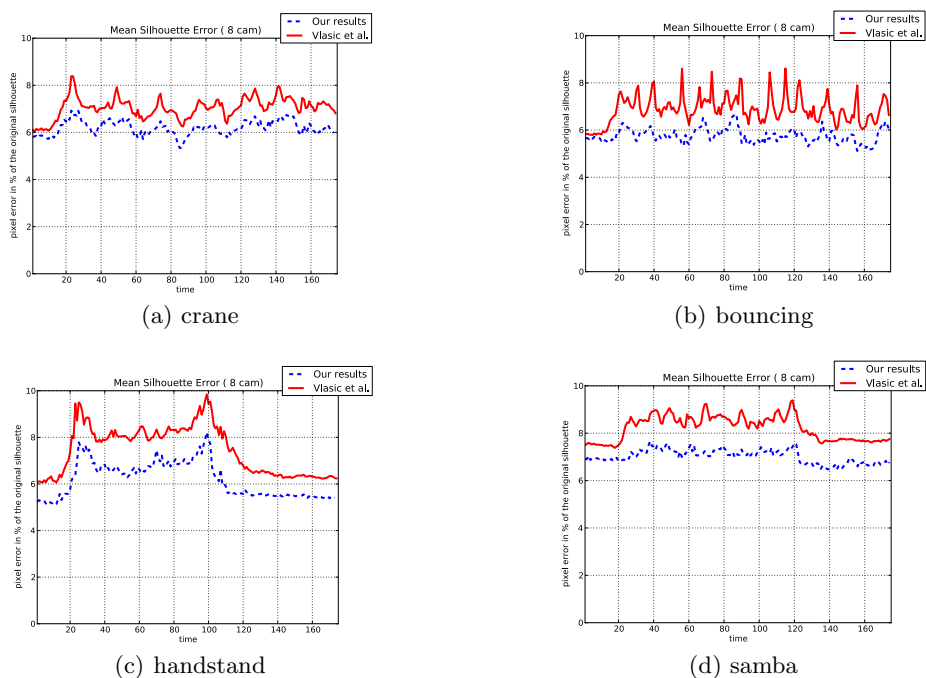 Mean Silhouette Error ( 8 cam)
Our results
Vlasic et al.
pixel error in % of the original silhouette
10
8
6
4
2
0
20 40 60 80 100 120 140 160
time
(a) crane
Mean Silhouette Error ( 8 cam)
Our results
Vlasic et al.
pixel error in % of the original silhouette
10
8
6
4
2
0
20 40 60 80 100 120 140 160
time
(b) bouncing
Mean Silhouette Error ( 8 cam)
Our results
Vlasic et al.
pixel error in % of the original silhouette
10
8
6
4
2
0
20 40 60 80 100 120 140 160
time
(c) handstand
Mean Silhouette Error ( 8 cam)
Our results
Vlasic et al.
pixel error in % of the original silhouette
10
8
6
4
2
0
20 40 60 80 100 120 140 160
time
(d) samba